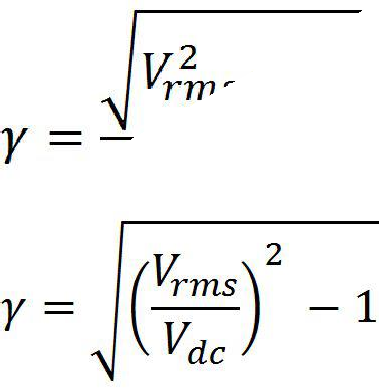 γ = √V²rms
γ = √(Vrms/Vdc)² − 1